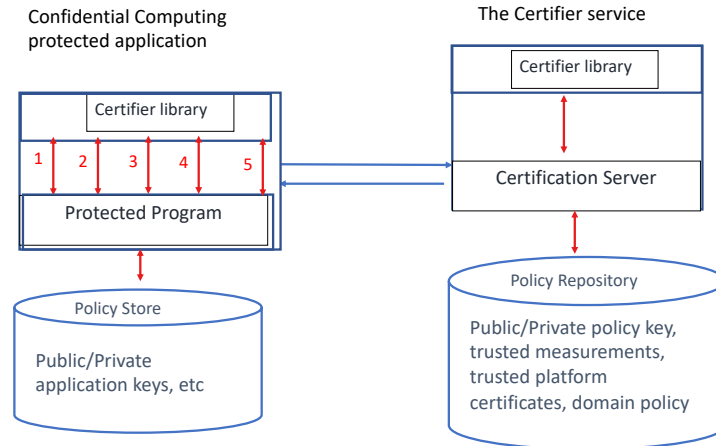 Confidential Computing
protected application
The Certifier service
Certifier library
Certifier library
1
2
3
4
5
Protected Program
Certification Server
Policy Store
Public/Private
application keys, etc
Policy Repository
Public/Private policy key,
trusted measurements,
trusted platform
certificates, domain policy